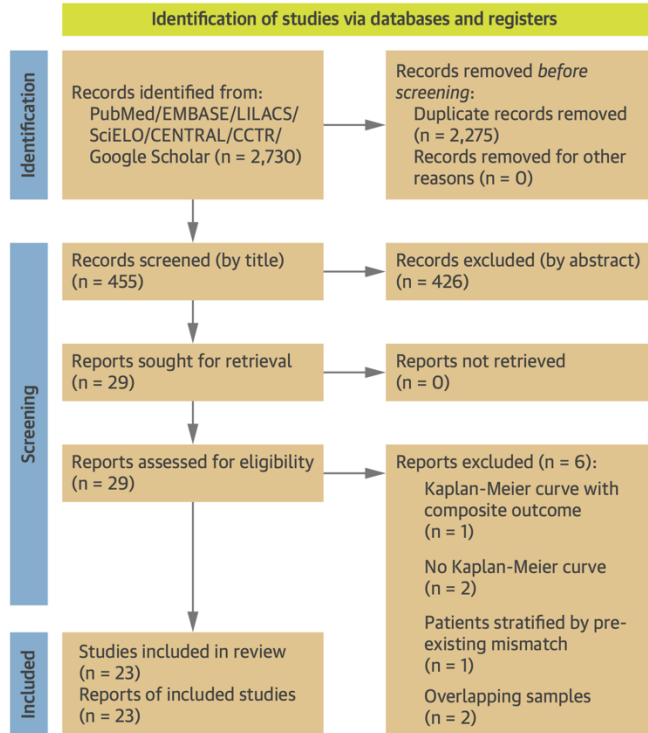 Identification of studies via databases and registers
Identification
Records identified from:
PubMed/EMBASE/LILACS/
SciELO/CENTRAL/CCTR/
Google Scholar (n = 2,730)
Records removed before
screening:
Duplicate records removed
(n = 2,275)
Records removed for other
reasons (n = 0)
Screening
Records screened (by title)
(n = 455)
Records excluded (by abstract)
(n = 426)
Reports sought for retrieval
(n = 29)
Reports not retrieved
(n = 0)
Reports assessed for eligibility
(n = 29)
Reports excluded (n = 6):
Kaplan-Meier curve with
composite outcome
(n = 1)
No Kaplan-Meier curve
(n = 2)
Patients stratified by pre-
existing mismatch
(n = 1)
Overlapping samples
(n = 2)
Included
Studies included in review
(n = 23)
Reports of included studies
(n = 23)